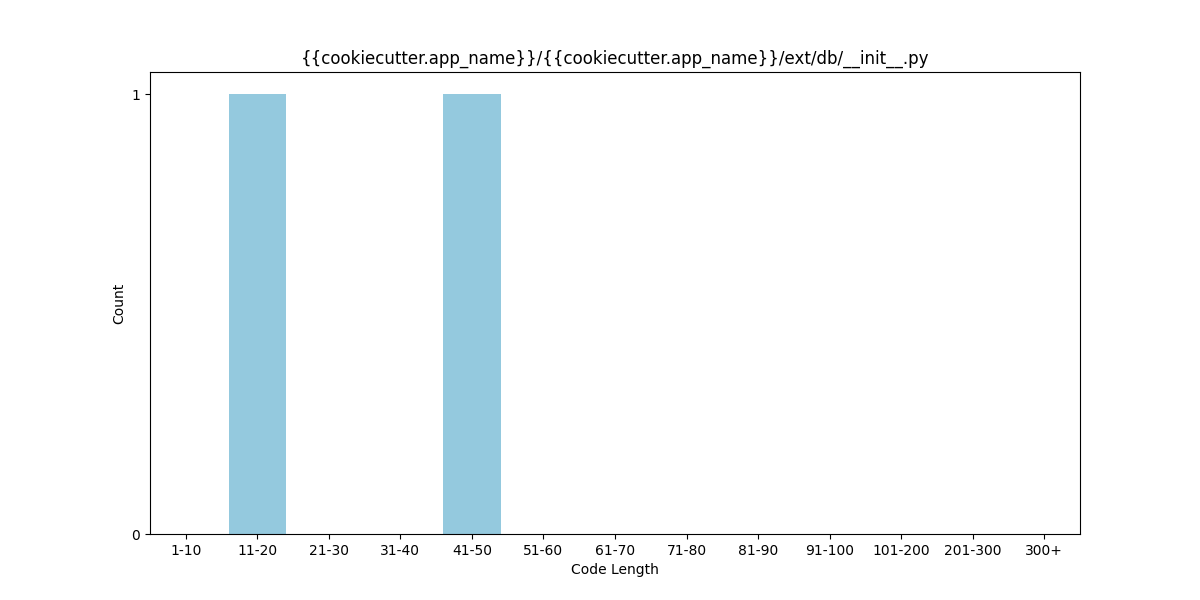 {{cookiecutter.app_name}}/{{cookiecutter.app_name}}/ext/db/__init__.py
1
Count
0
1-10 11-20 21-30 31-40 41-50 51-60 61-70 71-80 81-90 91-100 101-200 201-300 300+
Code Length